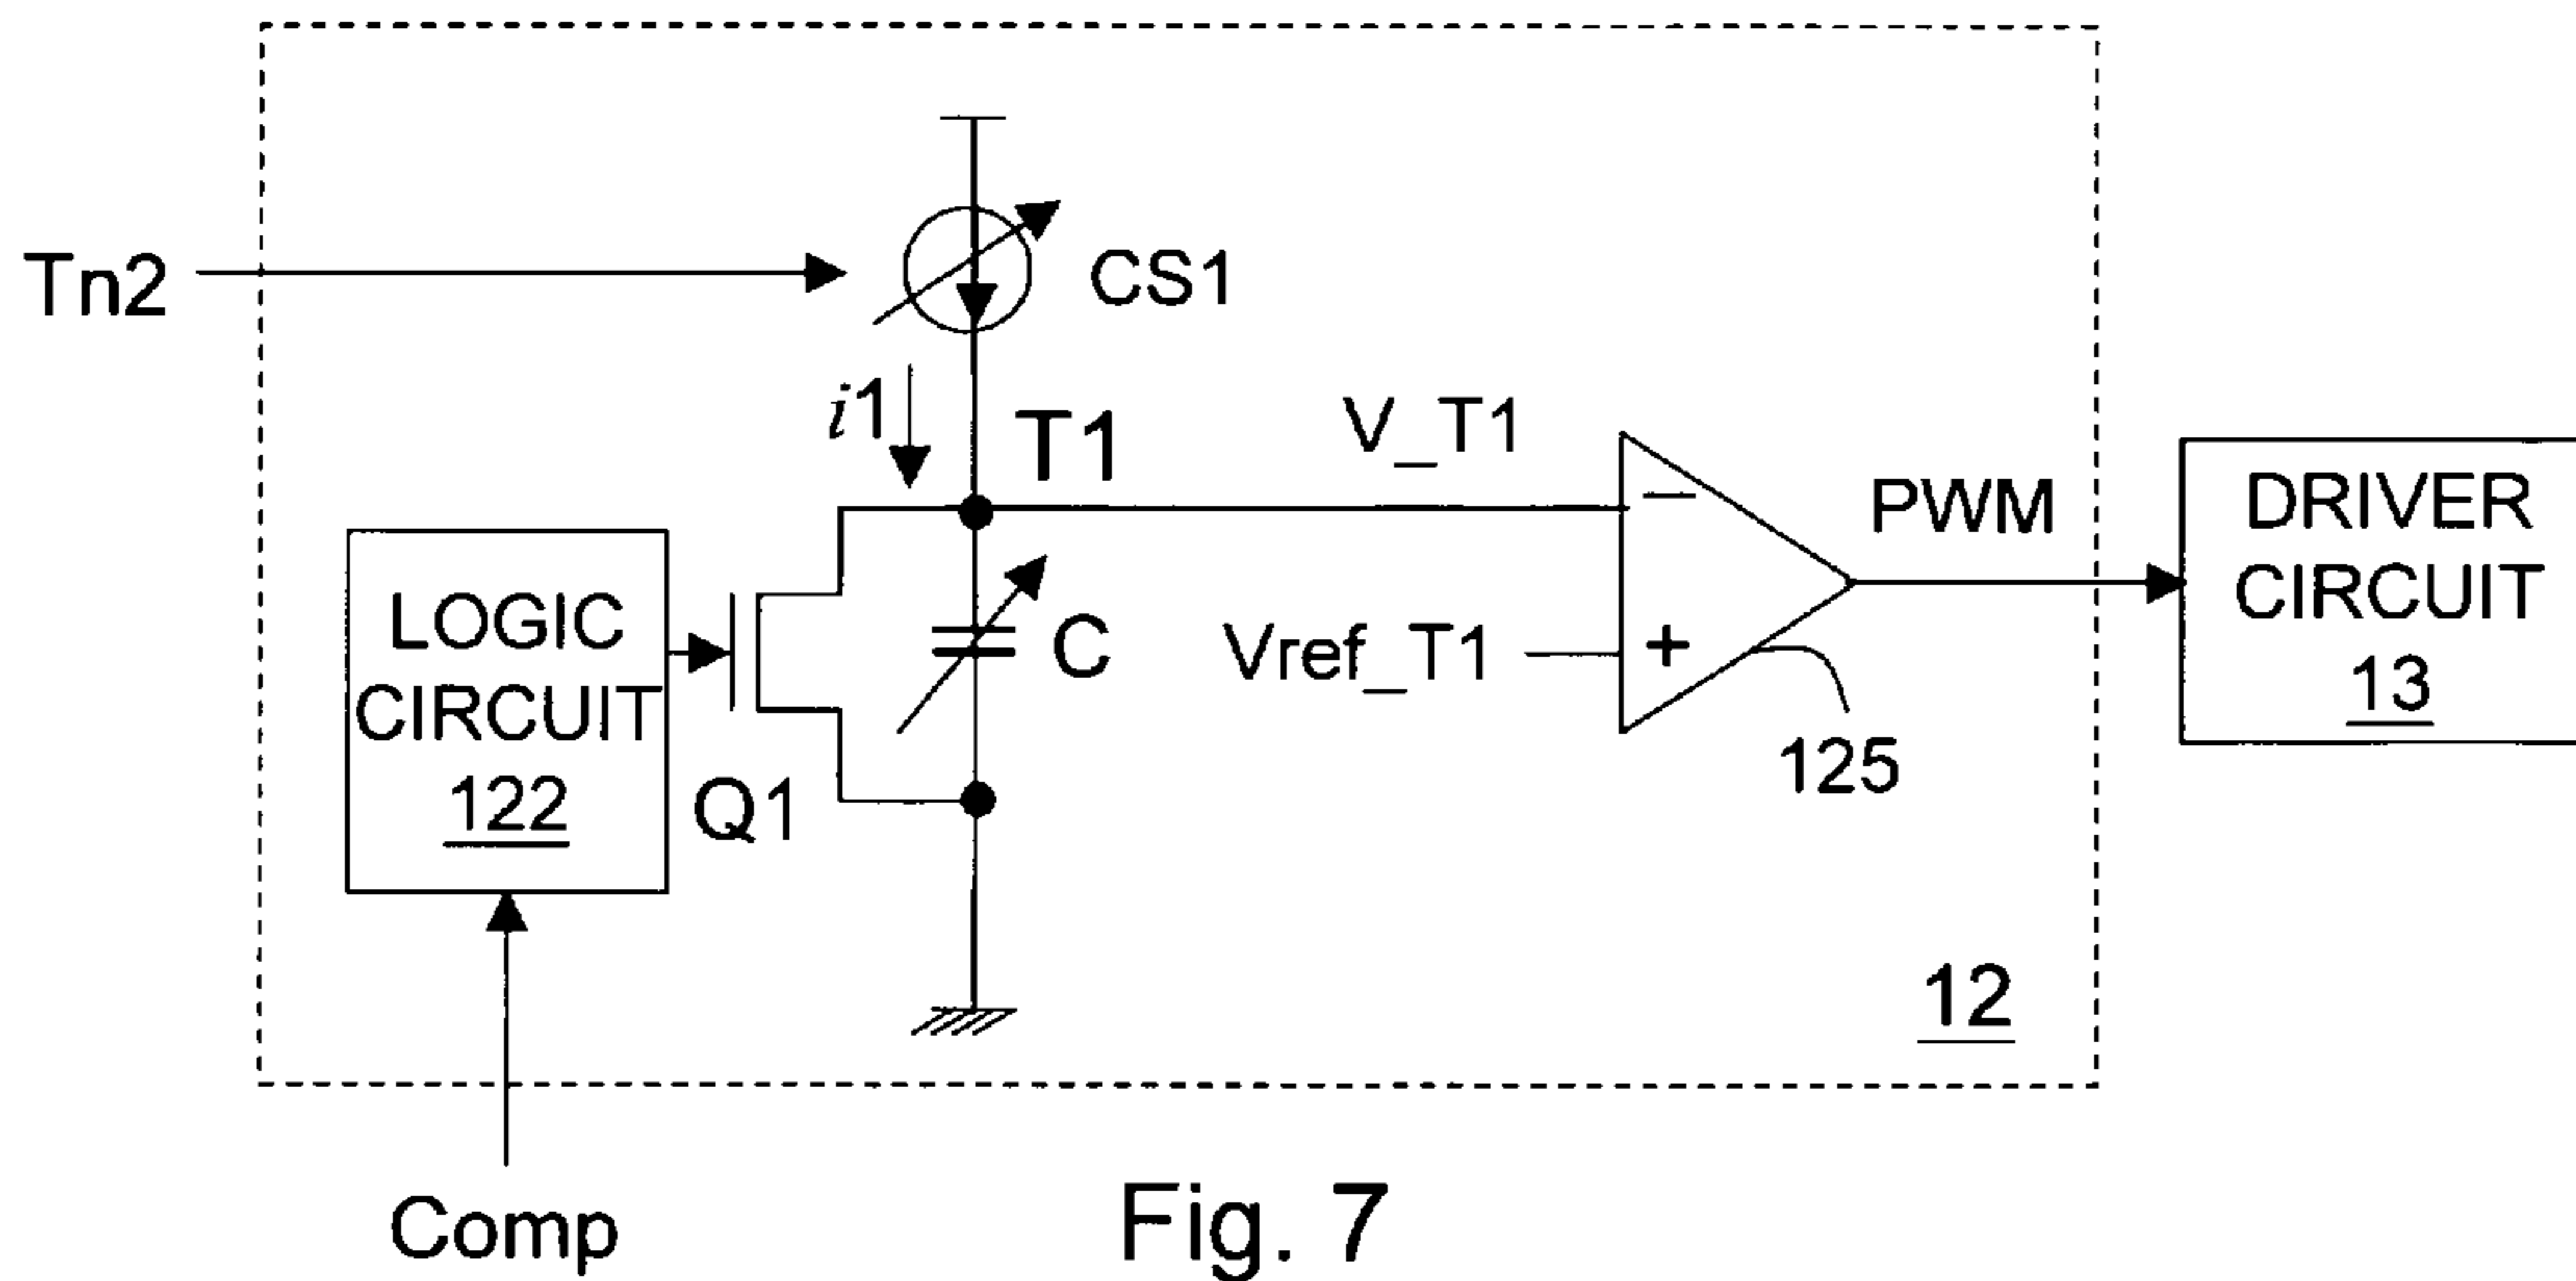 Tn2
CS1
i1
T1
V_T1
PWM
DRIVER
CIRCUIT
13
LOGIC
CIRCUIT
122
Q1
C
Vref_T1
−
+
125
12
Comp
Fig. 7